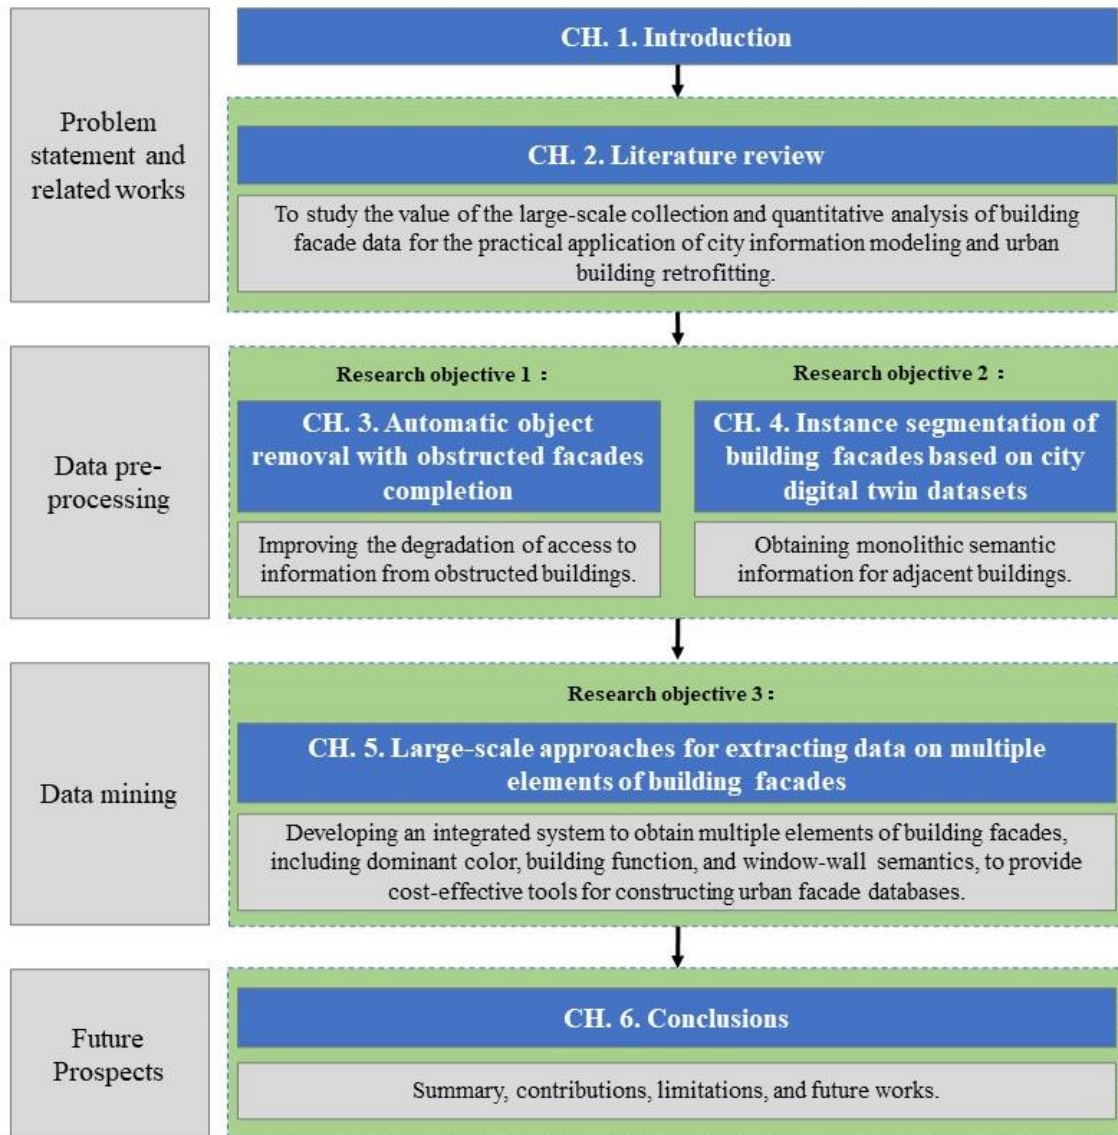 CH. 1. Introduction
Problem
statement and
related works
CH. 2. Literature review
To study the value of the large-scale collection and quantitative analysis of building
facade data for the practical application of city information modeling and urban
building retrofitting.
Data pre-
processing
Research objective 1：
CH. 3. Automatic object
removal with obstructed facades
completion
Improving the degradation of access to
information from obstructed buildings.
Research objective 2：
CH. 4. Instance segmentation of
building facades based on city
digital twin datasets
Obtaining monolithic semantic
information for adjacent buildings.
Data mining
Research objective 3：
CH. 5. Large-scale approaches for extracting data on multiple
elements of building facades
Developing an integrated system to obtain multiple elements of building facades,
including dominant color, building function, and window-wall semantics, to provide
cost-effective tools for constructing urban facade databases.
Future
Prospects
CH. 6. Conclusions
Summary, contributions, limitations, and future works.